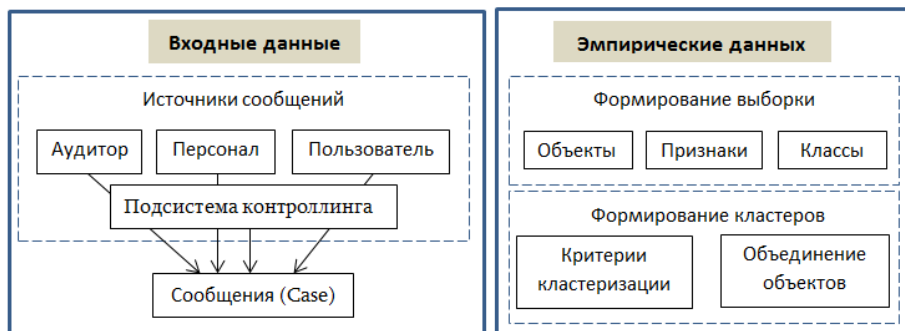 Входные данные
Источники сообщений
Аудитор
Персонал
Пользователь
Подсистема контроллинга
Сообщения (Case)
Эмпирические данных
Формирование выборки
Объекты
Признаки
Классы
Формирование кластеров
Критерии
кластеризации
Объединение
объектов